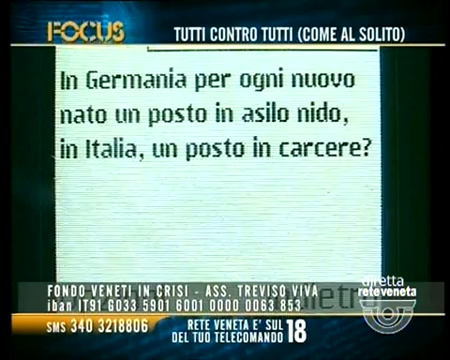 FOCUS
TUTTI CONTRO TUTTI (COME AL SOLITO)
In Germania per ogni nuovo
nato un posto in asilo nido,
in Italia, un posto in carcere?
FONDO VENETI IN CRISI - ASS. TREVISO VIVA
iban IT91 G033 5901 6001 0000 0063 853
diretta
reteveneta
SMS 340 3218806
RETE VENETA E' SUL
DEL TUO TELECOMANDO 18